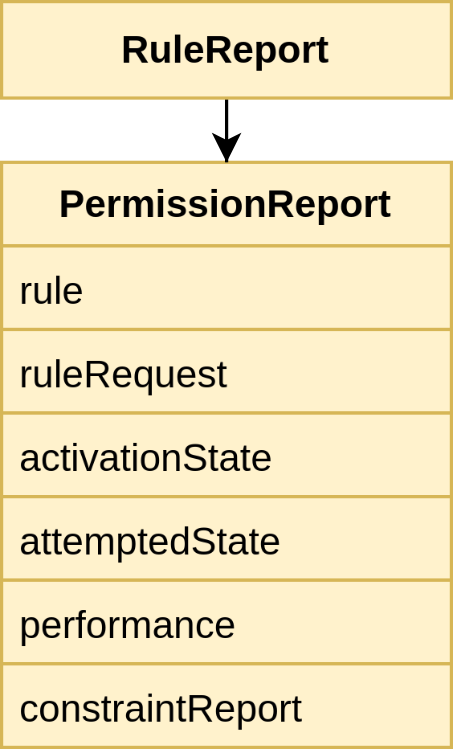 RuleReport
PermissionReport
rule
ruleRequest
activationState
attemptedState
performance
constraintReport